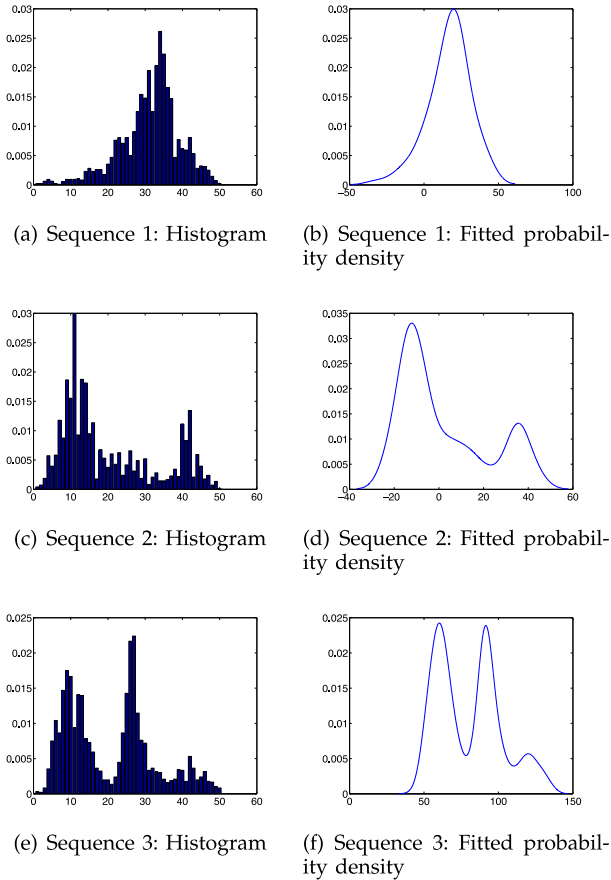 0.03
0.025
0.02
0.015
0.01
0.005
0
0 10 20 30 40 50 60
(a) Sequence 1: Histogram
0.03
0.025
0.02
0.015
0.01
0.005
0
−50 0 50 100
(b) Sequence 1: Fitted probabil-
ity density
0.03
0.025
0.02
0.015
0.01
0.005
0
0 10 20 30 40 50 60
(c) Sequence 2: Histogram
0.035
0.03
0.025
0.02
0.015
0.01
0.005
0
−40 −20 0 20 40 60
(d) Sequence 2: Fitted probabil-
ity density
0.025
0.02
0.015
0.01
0.005
0
0 10 20 30 40 50 60
(e) Sequence 3: Histogram
0.025
0.02
0.015
0.01
0.005
0
0 50 100 150
(f) Sequence 3: Fitted probabil-
ity density